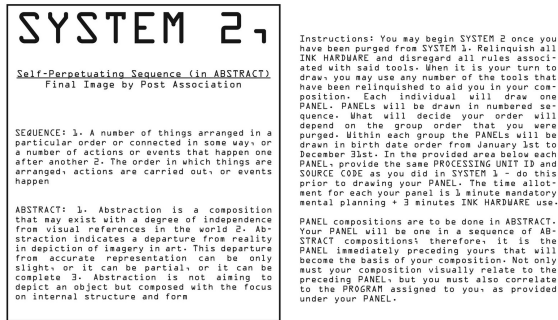 SYSTEM 2,
Self-Perpetuating Sequence (in ABSTRACT)
Final Image by Post Association
SEQUENCE: 1. A number of things arranged in a
particular order or connected in some way, or
a number of actions or events that happen one
after another 2. The order in which things are
arranged, actions are carried out, or events
happen
ABSTRACT: 1. Abstraction is a composition
that may exist with a degree of independence
from visual references in the world 2. Ab-
straction indicates a departure from reality
in depiction of imagery in art. This departure
from accurate representation can be only
slight, or it can be partial, or it can be
complete 3. Abstraction is not aiming to
depict an object but composed with the focus
on internal structure and form
Instructions: You may begin SYSTEM 2 once you
have been purged from SYSTEM 1. Relinquish all
INK HARDWARE and disregard all rules associ-
ated with said tools. When it is your turn to
draw, you may use any number of the tools that
have been relinquished to aid you in your com-
position. Each individual will draw one
PANEL. PANELs will be drawn in numbered se-
quence. What will decide your order will
depend on the group order that you were
purged. Within each group the PANELs will be
drawn in birth date order from January 1st to
December 31st. In the provided area below each
PANEL, provide the same PROCESSING UNIT ID and
SOURCE CODE as you did in SYSTEM 1 - do this
prior to drawing your PANEL. The time allot-
ment for each your panel is 1 minute mandatory
mental planning + 3 minutes INK HARDWARE use.
PANEL compositions are to be done in ABSTRACT.
Your PANEL will be one in a sequence of AB-
STRACT compositions; therefore, it is the
PANEL immediately preceding yours that will
become the basis of your composition. Not only
must your composition visually relate to the
preceding PANEL, but you must also correlate
to the PROGRAM assigned to you, as provided
under your PANEL.